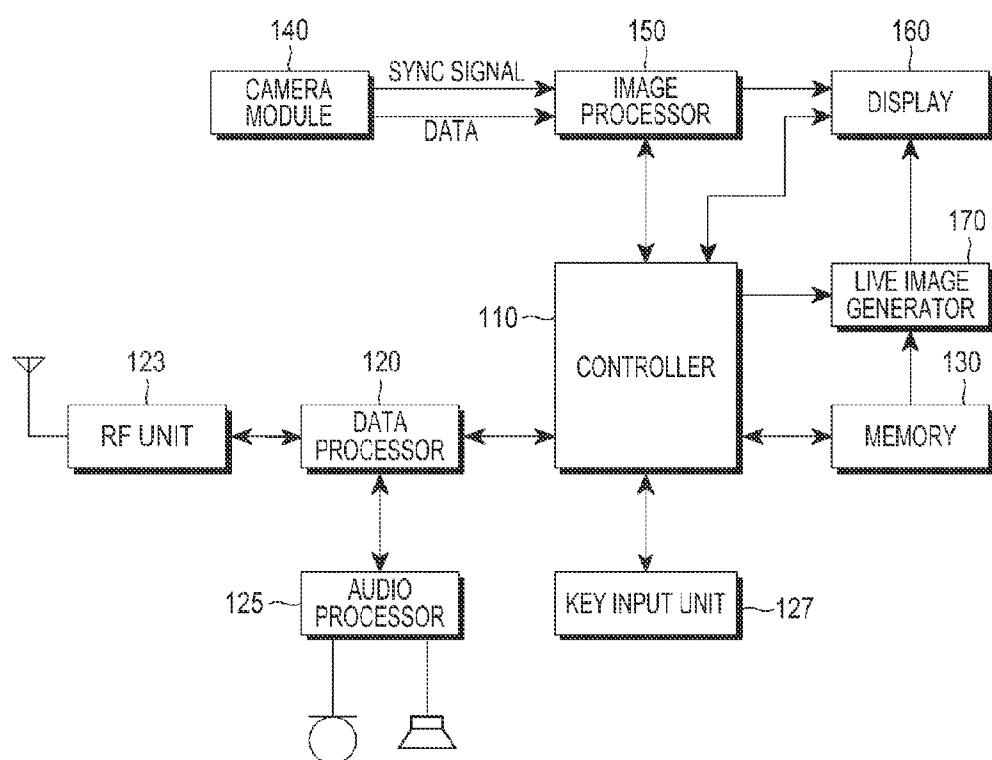 140
150
160
CAMERA
MODULE
SYNC SIGNAL
DATA
IMAGE
PROCESSOR
DISPLAY
170
LIVE IMAGE
GENERATOR
110
CONTROLLER
123
RF UNIT
120
DATA
PROCESSOR
130
MEMORY
125
AUDIO
PROCESSOR
KEY INPUT UNIT
127